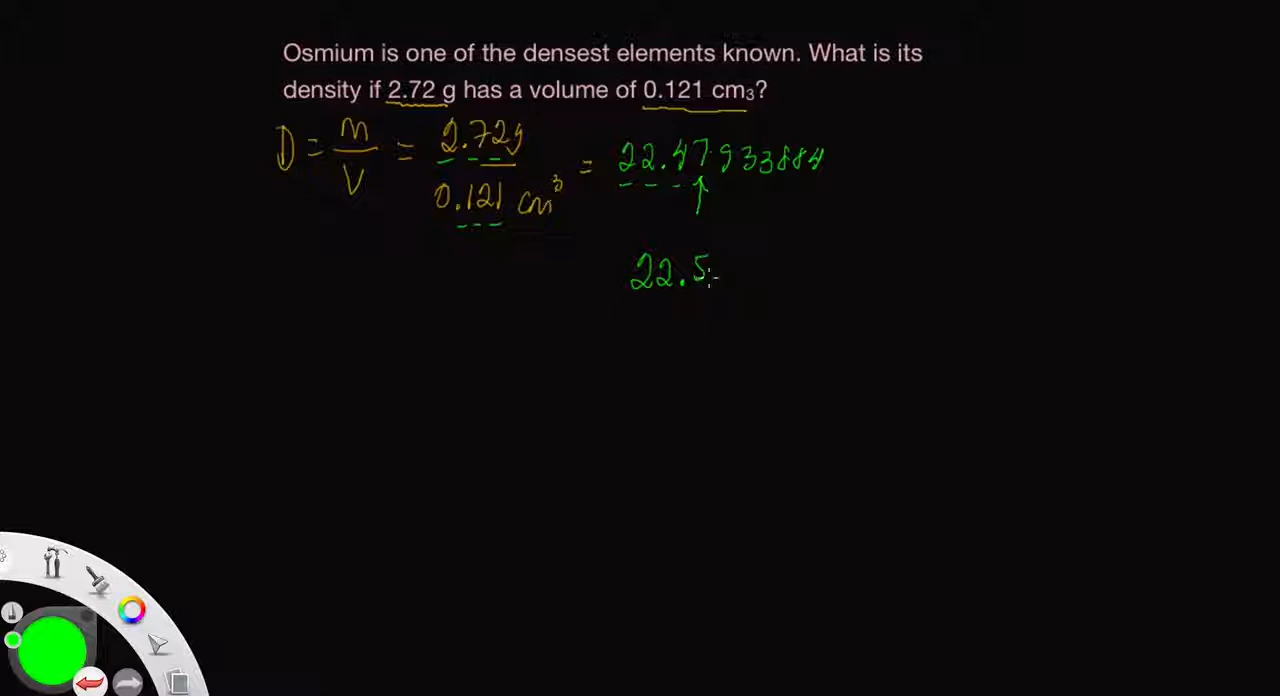 Osmium is one of the densest elements known. What is its
density if 2.72 g has a volume of 0.121 cm₃?
D = m/V = 2.72g/0.121 cm³ = 22.47933884
22.5